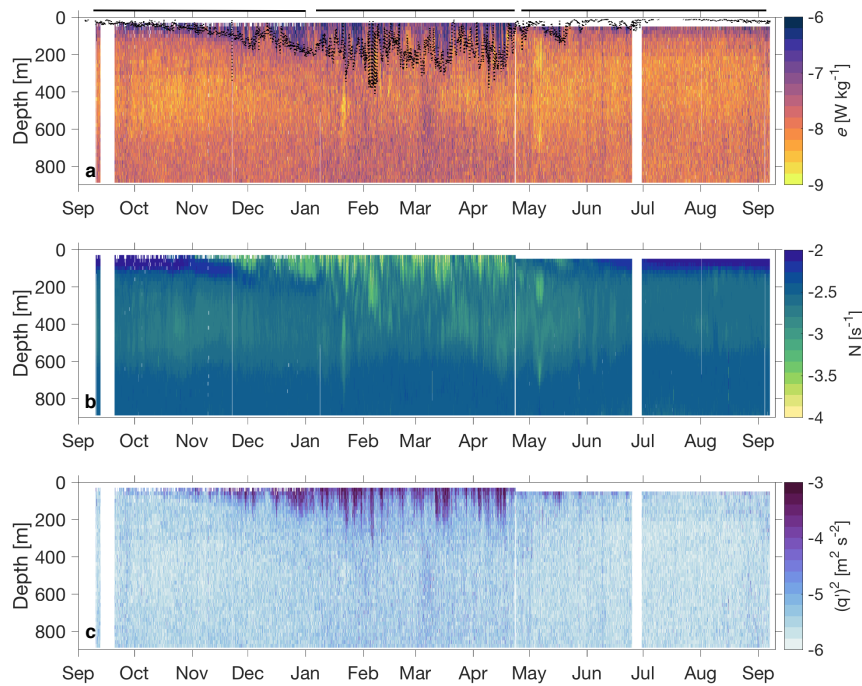 0
200
400
600
800
Depth [m]
a
Sep Oct Nov Dec Jan Feb Mar Apr May Jun Jul Aug Sep
-6
-7
-8
-9
e [W kg⁻¹]
0
200
400
600
800
Depth [m]
b
Sep Oct Nov Dec Jan Feb Mar Apr May Jun Jul Aug Sep
-2
-2.5
-3
-3.5
-4
N [s⁻¹]
0
200
400
600
800
Depth [m]
c
Sep Oct Nov Dec Jan Feb Mar Apr May Jun Jul Aug Sep
-3
-4
-5
-6
(q')² [m² s⁻²]